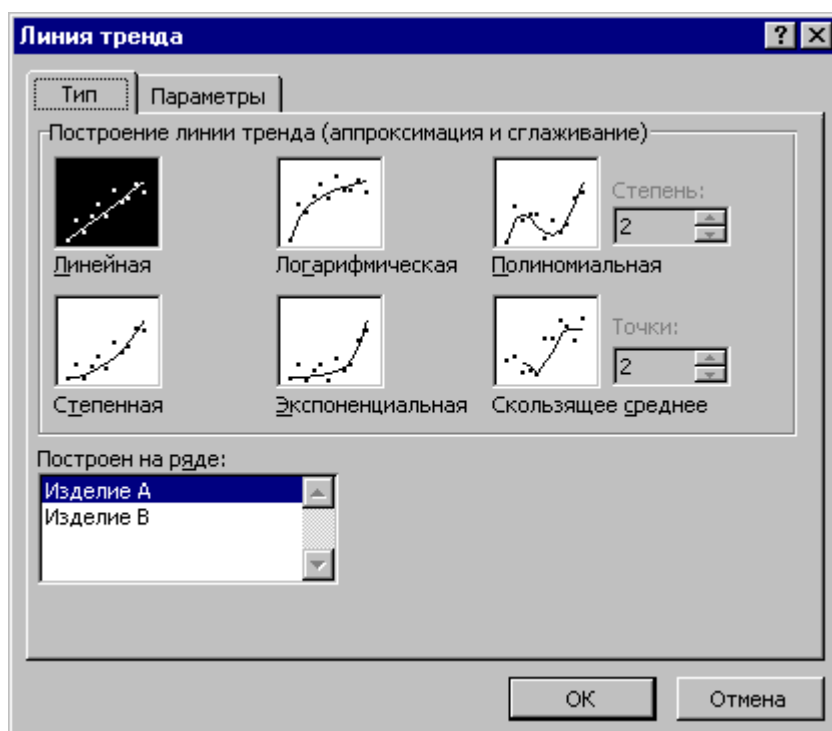 Линия тренда
Тип Параметры
Построение линии тренда (аппроксимация и сглаживание)
Степень:
2
Линейная Логарифмическая Полиномиальная
Точки:
2
Степенная Экспоненциальная Скользящее среднее
Построен на ряде:
Изделие A
Изделие B
OK Отмена